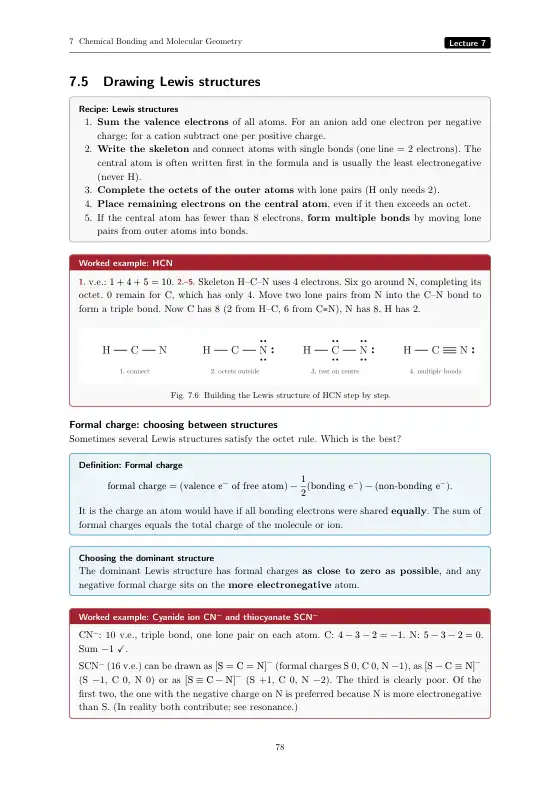 7 Chemical Bonding and Molecular Geometry
Lecture 7
7.5 Drawing Lewis structures
Recipe: Lewis structures
1. Sum the valence electrons of all atoms. For an anion add one electron per negative
charge; for a cation subtract one per positive charge.
2. Write the skeleton and connect atoms with single bonds (one line = 2 electrons). The
central atom is often written first in the formula and is usually the least electronegative
(never H).
3. Complete the octets of the outer atoms with lone pairs (H only needs 2).
4. Place remaining electrons on the central atom, even if it then exceeds an octet.
5. If the central atom has fewer than 8 electrons, form multiple bonds by moving lone
pairs from outer atoms into bonds.
Worked example: HCN
1. v.e.: 1 + 4 + 5 = 10. 2.–5. Skeleton H–C–N uses 4 electrons. Six go around N, completing its
octet. 0 remain for C, which has only 4. Move two lone pairs from N into the C–N bond to
form a triple bond. Now C has 8 (2 from H–C, 6 from C≡N), N has 8, H has 2.
H — C — N H — C — N : H — C — N : H — C ≡ N :
1. connect 2. octets outside 3. rest on centre 4. multiple bonds
Fig. 7.6: Building the Lewis structure of HCN step by step.
Formal charge: choosing between structures
Sometimes several Lewis structures satisfy the octet rule. Which is the best?
Definition: Formal charge
formal charge = (valence e⁻ of free atom) − 1/2 (bonding e⁻) − (non-bonding e⁻).
It is the charge an atom would have if all bonding electrons were shared equally. The sum of
formal charges equals the total charge of the molecule or ion.
Choosing the dominant structure
The dominant Lewis structure has formal charges as close to zero as possible, and any
negative formal charge sits on the more electronegative atom.
Worked example: Cyanide ion CN⁻ and thiocyanate SCN⁻
CN⁻: 10 v.e., triple bond, one lone pair on each atom. C: 4 − 3 − 2 = −1. N: 5 − 3 − 2 = 0.
Sum −1 ✓.
SCN⁻ (16 v.e.) can be drawn as [S = C = N]⁻ (formal charges S 0, C 0, N −1), as [S − C ≡ N]⁻
(S −1, C 0, N 0) or as [S ≡ C − N]⁻ (S +1, C 0, N −2). The third is clearly poor. Of the
first two, the one with the negative charge on N is preferred because N is more electronegative
than S. (In reality both contribute; see resonance.)
78